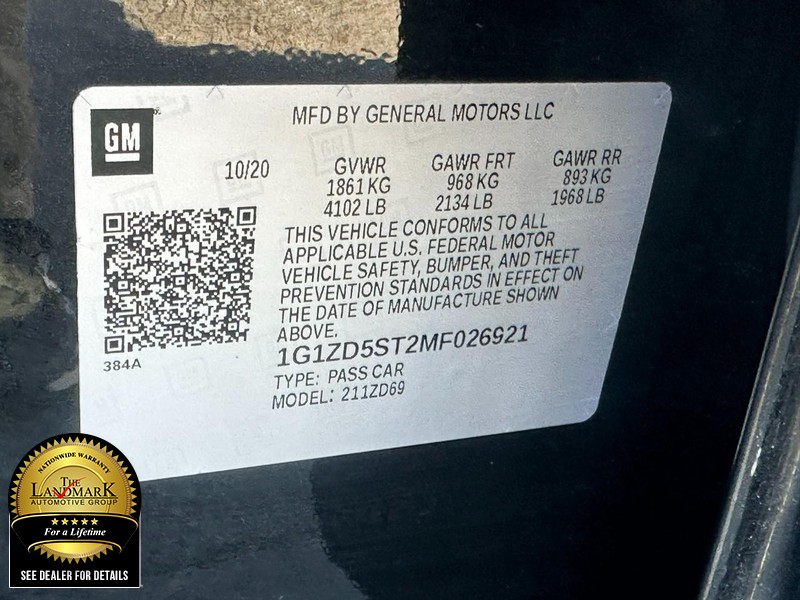 GM
MFD BY GENERAL MOTORS LLC
10/20 GVWR GAWR FRT GAWR RR
1861 KG 968 KG 893 KG
4102 LB 2134 LB 1968 LB
THIS VEHICLE CONFORMS TO ALL
APPLICABLE U.S. FEDERAL MOTOR
VEHICLE SAFETY, BUMPER, AND THEFT
PREVENTION STANDARDS IN EFFECT ON
THE DATE OF MANUFACTURE SHOWN
ABOVE.
384A
1G1ZD5ST2MF026921
TYPE: PASS CAR
MODEL: 211ZD69
NATIONWIDE WARRANTY
THE
LANDMARK
AUTOMOTIVE GROUP
For a Lifetime
SEE DEALER FOR DETAILS